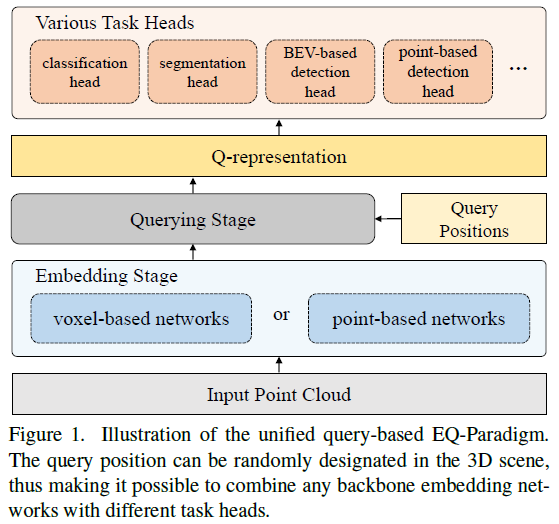 Various Task Heads
classification
head
segmentation
head
BEV-based
detection
head
point-based
detection
head
...
Q-representation
Querying Stage
Query
Positions
Embedding Stage
voxel-based networks
or
point-based networks
Input Point Cloud
Figure 1. Illustration of the unified query-based EQ-Paradigm.
The query position can be randomly designated in the 3D scene,
thus making it possible to combine any backbone embedding net-
works with different task heads.